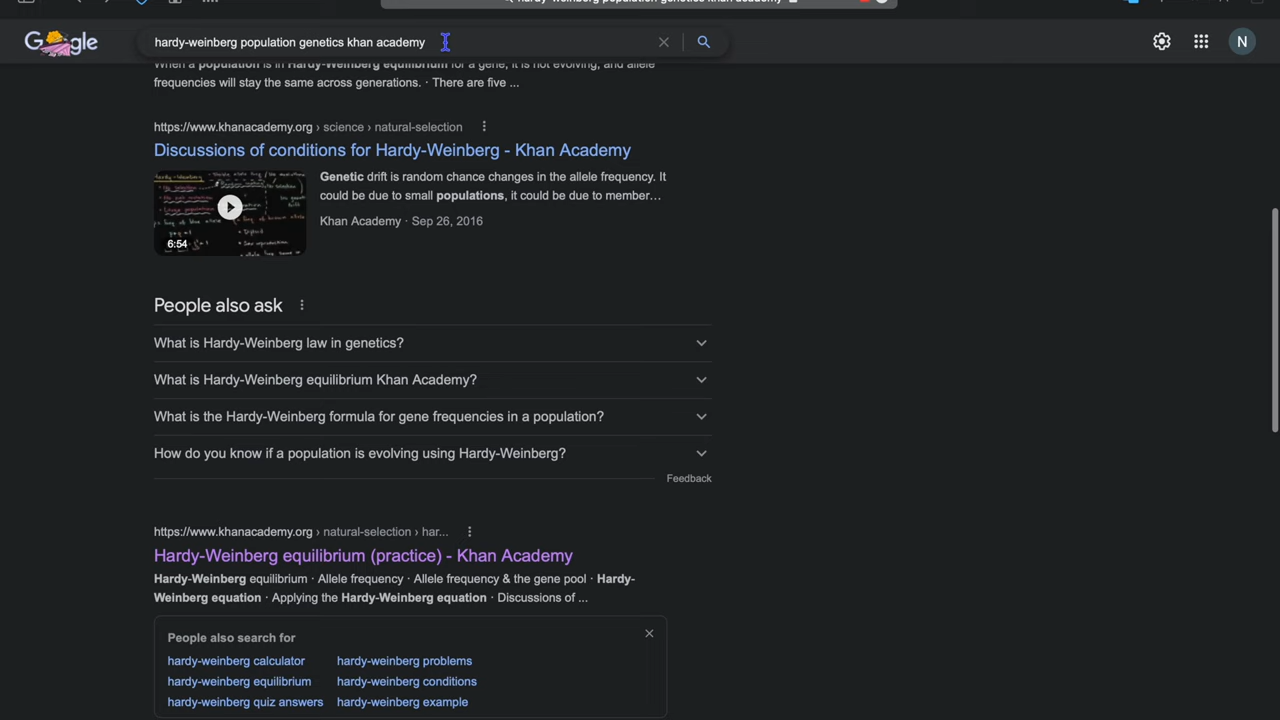 hardy-weinberg population genetics khan academy
Google
hardy-weinberg population genetics khan academy
N
When a population is in Hardy-Weinberg equilibrium for a gene, it is not evolving, and allele
frequencies will stay the same across generations. · There are five ...
https://www.khanacademy.org › science › natural-selection
Discussions of conditions for Hardy-Weinberg - Khan Academy
Genetic drift is random chance changes in the allele frequency. It
could be due to small populations, it could be due to member...
Khan Academy · Sep 26, 2016
6:54
People also ask
What is Hardy-Weinberg law in genetics?
What is Hardy-Weinberg equilibrium Khan Academy?
What is the Hardy-Weinberg formula for gene frequencies in a population?
How do you know if a population is evolving using Hardy-Weinberg?
Feedback
https://www.khanacademy.org › natural-selection › har...
Hardy-Weinberg equilibrium (practice) - Khan Academy
Hardy-Weinberg equilibrium · Allele frequency · Allele frequency & the gene pool · Hardy-
Weinberg equation · Applying the Hardy-Weinberg equation · Discussions of ...
People also search for
hardy-weinberg calculator hardy-weinberg problems
hardy-weinberg equilibrium hardy-weinberg conditions
hardy-weinberg quiz answers hardy-weinberg example